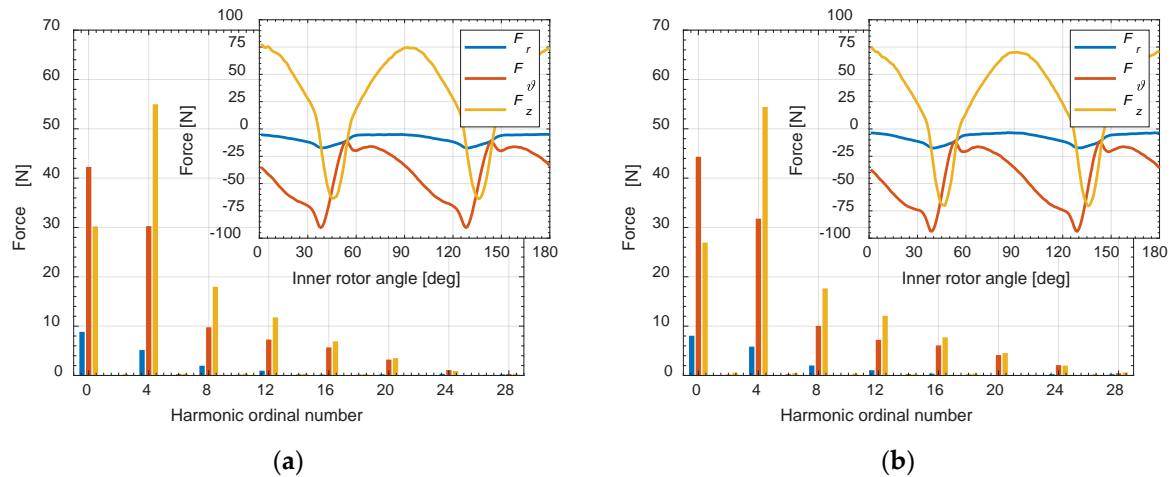 70
60
50
40
30
20
10
0
Force [N]
0 4 8 12 16 20 24 28
Harmonic ordinal number
100
75
50
25
0
-25
-50
-75
-100
Force [N]
0 30 60 90 120 150 180
Inner rotor angle [deg]
F r
F ϑ
F z
(a)
70
60
50
40
30
20
10
0
Force [N]
0 4 8 12 16 20 24 28
Harmonic ordinal number
100
75
50
25
0
-25
-50
-75
-100
Force [N]
0 30 60 90 120 150 180
Inner rotor angle [deg]
F r
F ϑ
F z
(b)